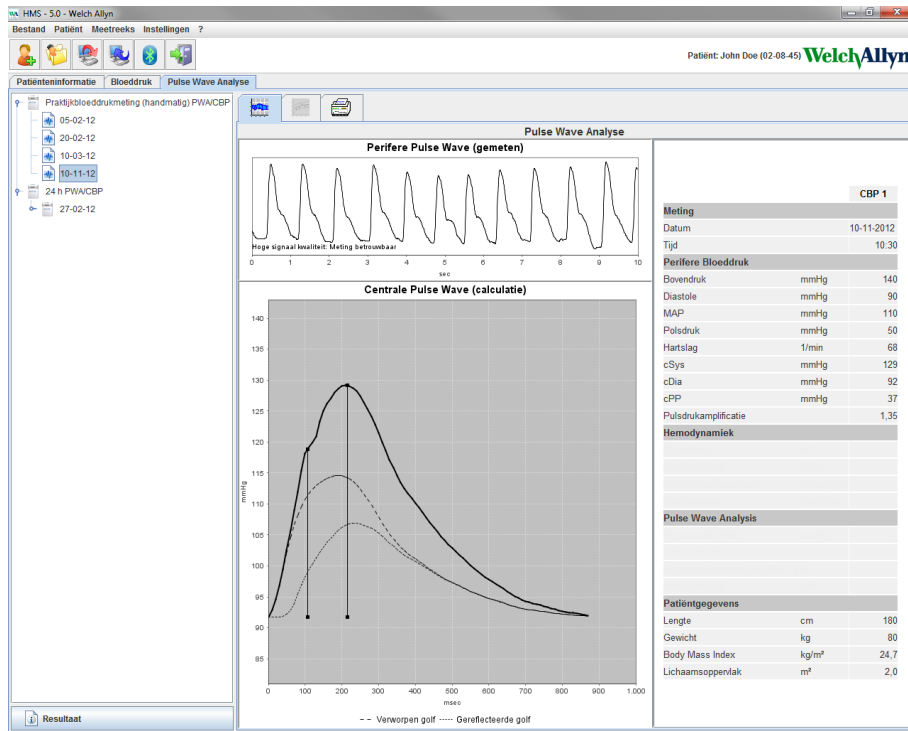 HMS - 5.0 - Welch Allyn
Bestand Patiënt Meetreeks Instellingen ?
Patiënt: John Doe (02-08-45) WelchAllyn
Patiënteninformatie Bloeddruk Pulse Wave Analyse
Praktijkbloeddrukmeting (handmatig) PWA/CBP
05-02-12
20-02-12
10-03-12
10-11-12
24 h PWA/CBP
27-02-12
Resultaat
Pulse Wave Analyse
Perifere Pulse Wave (gemeten)
Hoge signaal kwaliteit: Meting betrouwbaar
0 1 2 3 4 5 6 7 8 9 10
sec
Centrale Pulse Wave (calculatie)
140
135
130
125
120
115
110
105
100
95
90
85
mmHg
0 100 200 300 400 500 600 700 800 900 1.000
msec
-- Verworpen golf ---- Gereflecteerde golf
CBP 1
Meting
Datum 10-11-2012
Tijd 10:30
Perifere Bloeddruk
Bovendruk mmHg 140
Diastole mmHg 90
MAP mmHg 110
Polsdruk mmHg 50
Hartslag 1/min 68
cSys mmHg 129
cDia mmHg 92
cPP mmHg 37
Pulsdrukamplificatie 1,35
Hemodynamiek
Pulse Wave Analysis
Patiëntgegevens
Lengte cm 180
Gewicht kg 80
Body Mass Index kg/m² 24,7
Lichaamsoppervlak m² 2,0